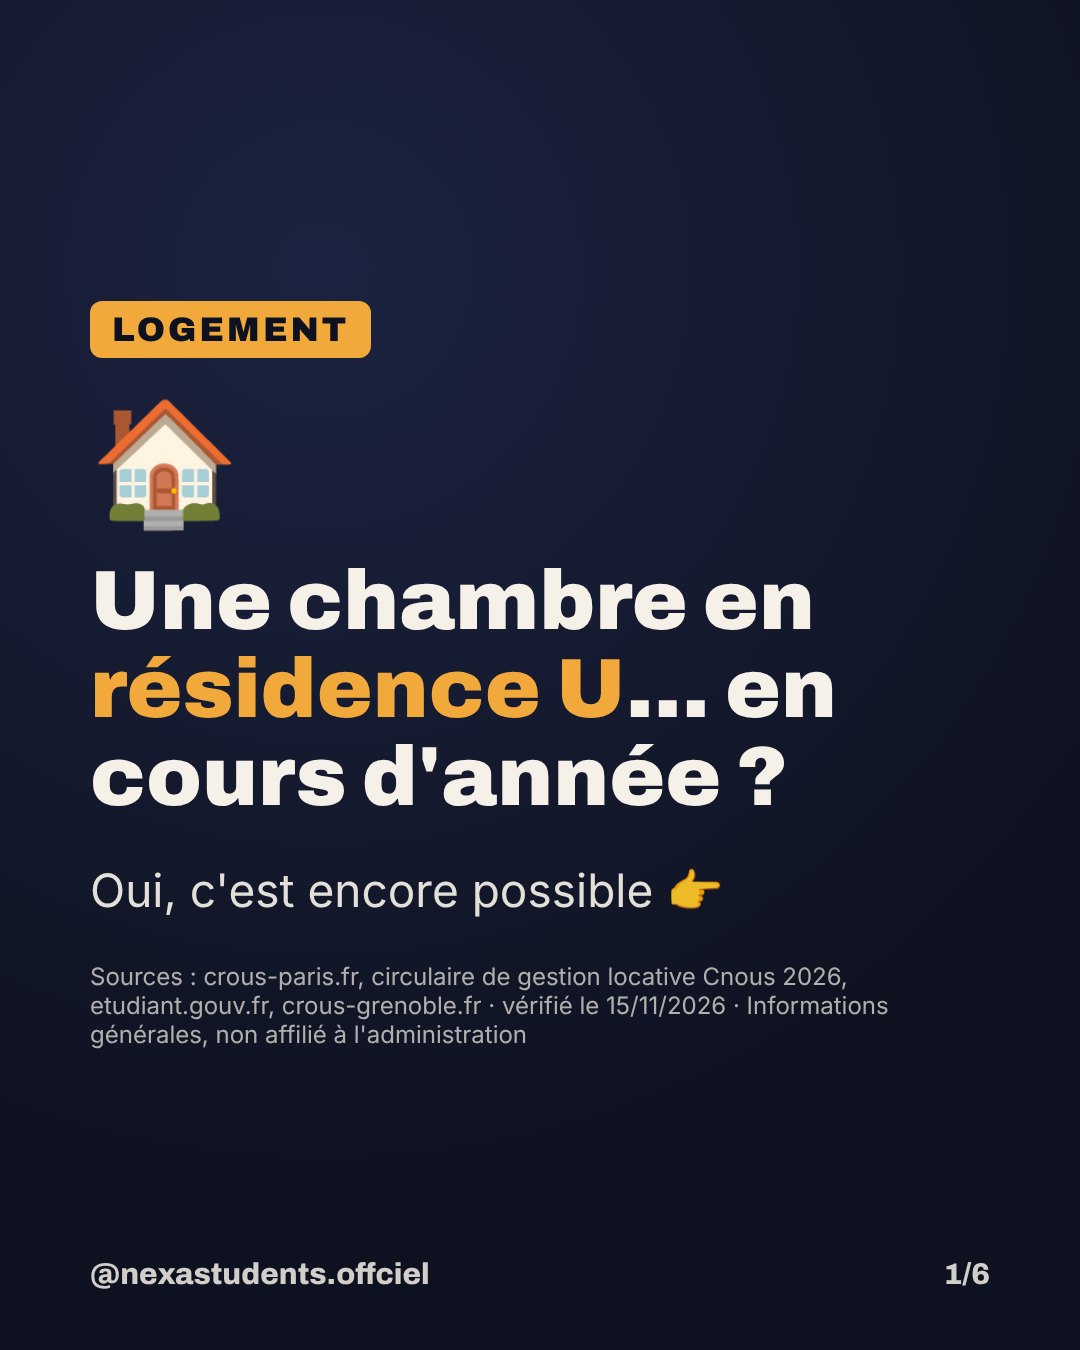 LOGEMENT
Une chambre en
résidence U... en
cours d'année ?
Oui, c'est encore possible 👉
Sources : crous-paris.fr, circulaire de gestion locative Cnous 2026,
etudiant.gouv.fr, crous-grenoble.fr · vérifié le 15/11/2026 · Informations
générales, non affilié à l'administration
@nexastudents.offciel
1/6